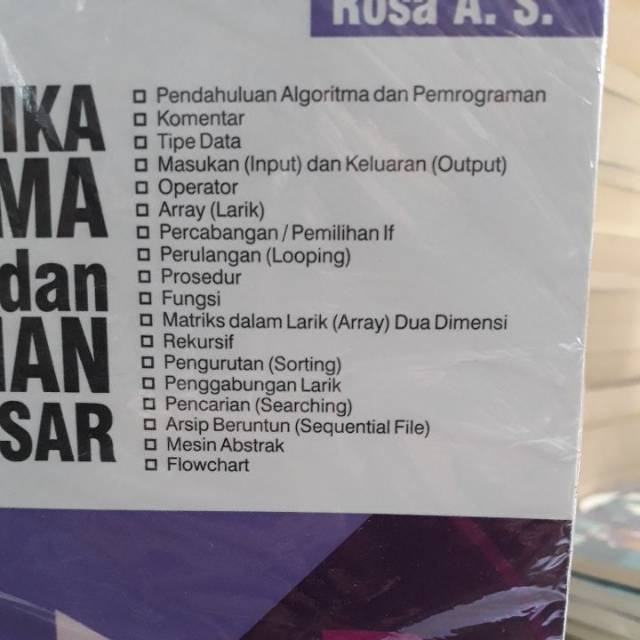 Rosa A. S.
IKA
MA
dan
MAN
SAR
Pendahuluan Algoritma dan Pemrograman
Komentar
Tipe Data
Masukan (Input) dan Keluaran (Output)
Operator
Array (Larik)
Percabangan / Pemilihan If
Perulangan (Looping)
Prosedur
Fungsi
Matriks dalam Larik (Array) Dua Dimensi
Rekursif
Pengurutan (Sorting)
Penggabungan Larik
Pencarian (Searching)
Arsip Beruntun (Sequential File)
Mesin Abstrak
Flowchart